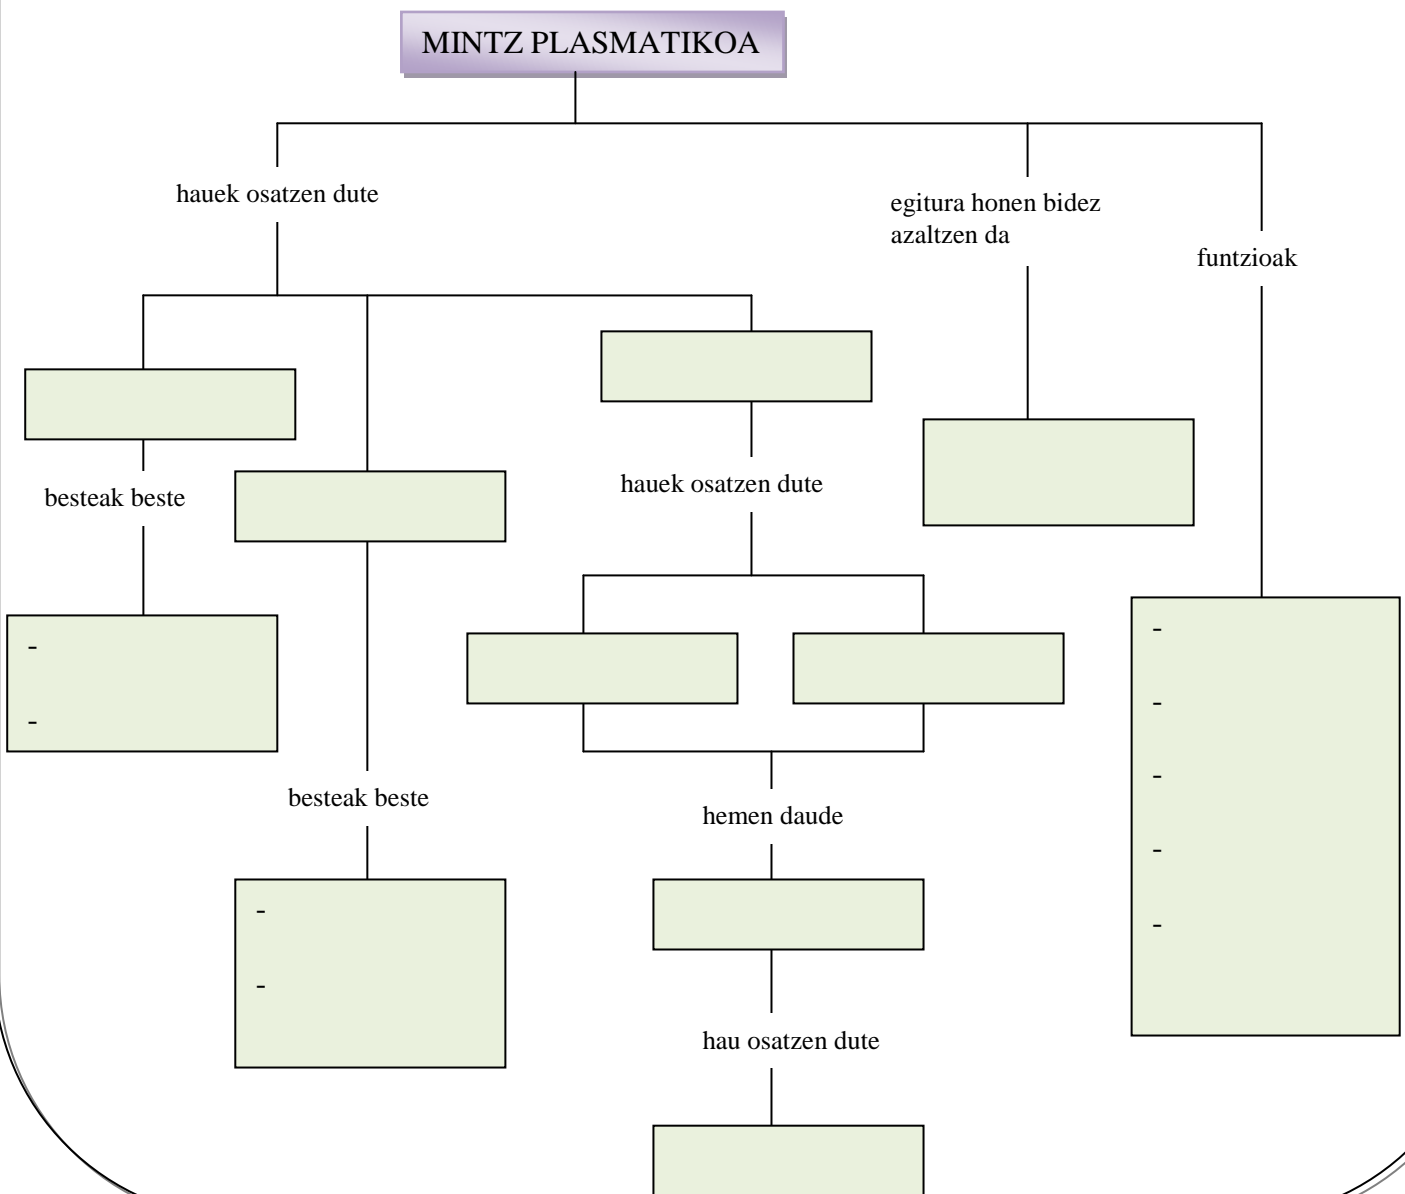 MINTZ PLASMATIKOA
hauek osatzen dute
egitura honen bidez
azaltzen da
funtzioak
besteak beste
hauek osatzen dute
-
-
-
-
-
-
-
besteak beste
hemen daude
-
-
hau osatzen dute